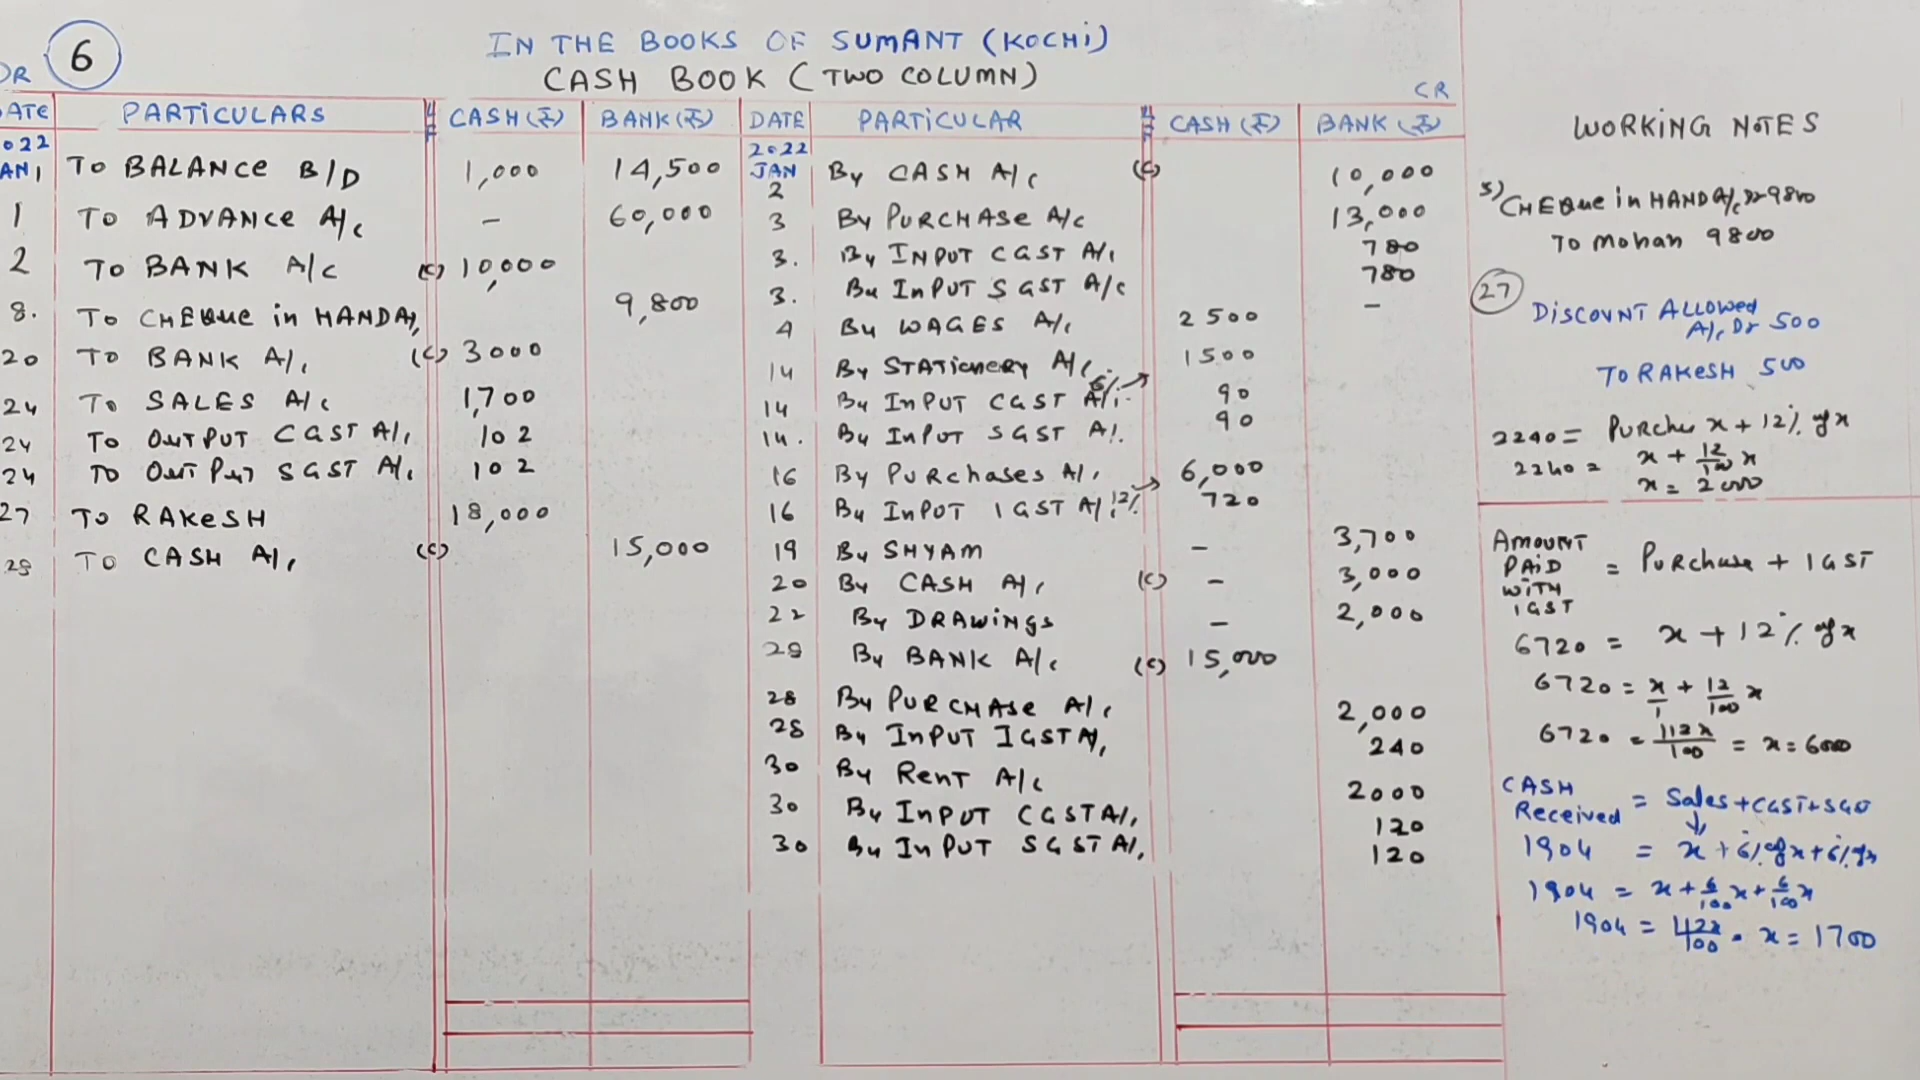 6
IN THE BOOKS OF SUMANT (KOCHi)
CASH BOOK (TWO COLUMN)
DR
CR
DATE PARTiCULARS LF CASH (₹) BANK (₹) DATE PARTiCULAR LF CASH (₹) BANK (₹)
2022
JAN 1 TO BALANCE B/D 1,000 14,500
1 TO ADVANCE A/c - 60,000
2 TO BANK A/c (c) 10,000
8. TO CHEQue in HAND A/c 9,800
20 TO BANK A/c (c) 3000
24 TO SALES A/c 1,700
24 TO OUTPUT CGST A/c 102
24 TO OUTPUT SGST A/c 102
27 TO RAKeSH 18,000
28 TO CASH A/c (c) 15,000
2022
JAN
2 By CASH A/c (c) 10,000
3 By PURCHASe A/c 13,000
3. By INPUT CGST A/c 780
3. By INPUT SGST A/c 780
4 By WAGES A/c 2500 -
14 By STATioneRy A/c 1500
14 By INPUT CGST A/c 6% 90
14. By INPUT SGST A/c 90
16 By PURchases A/c 6,000
16 By INPUT IGST A/c 12% 720
19 By SHYAM - 3,700
20 By CASH A/c (c) - 3,000
22 By DRAWiNgs - 2,000
28 By BANK A/c (c) 15,000
28 By PURCHASe A/c 2,000
28 By INPUT IGST A/c 240
30 By RenT A/c 2000
30 By INPUT CGST A/c 120
30 By INPUT SGST A/c 120
WORKiNG NOTES
5) CHEQue in HAND A/c Dr 9800
To Mohan 9800
27
DiSCOUNT ALLOWed
A/c Dr 500
TO RAKeSH 500
2240 = PURchase x + 12% of x
2240 = x + 12/100 x
x = 2000
AMOUNT
PAiD
WiTH
IGST
= PURchase + IGST
6720 = x + 12% of x
6720 = x/1 + 12/100 x
6720 = 112x/100 = x = 6000
CASH
Received = Sales + CGST + SGST
1904 = x + 6% of x + 6% of x
1904 = x + 6/100 x + 6/100 x
x = 1700